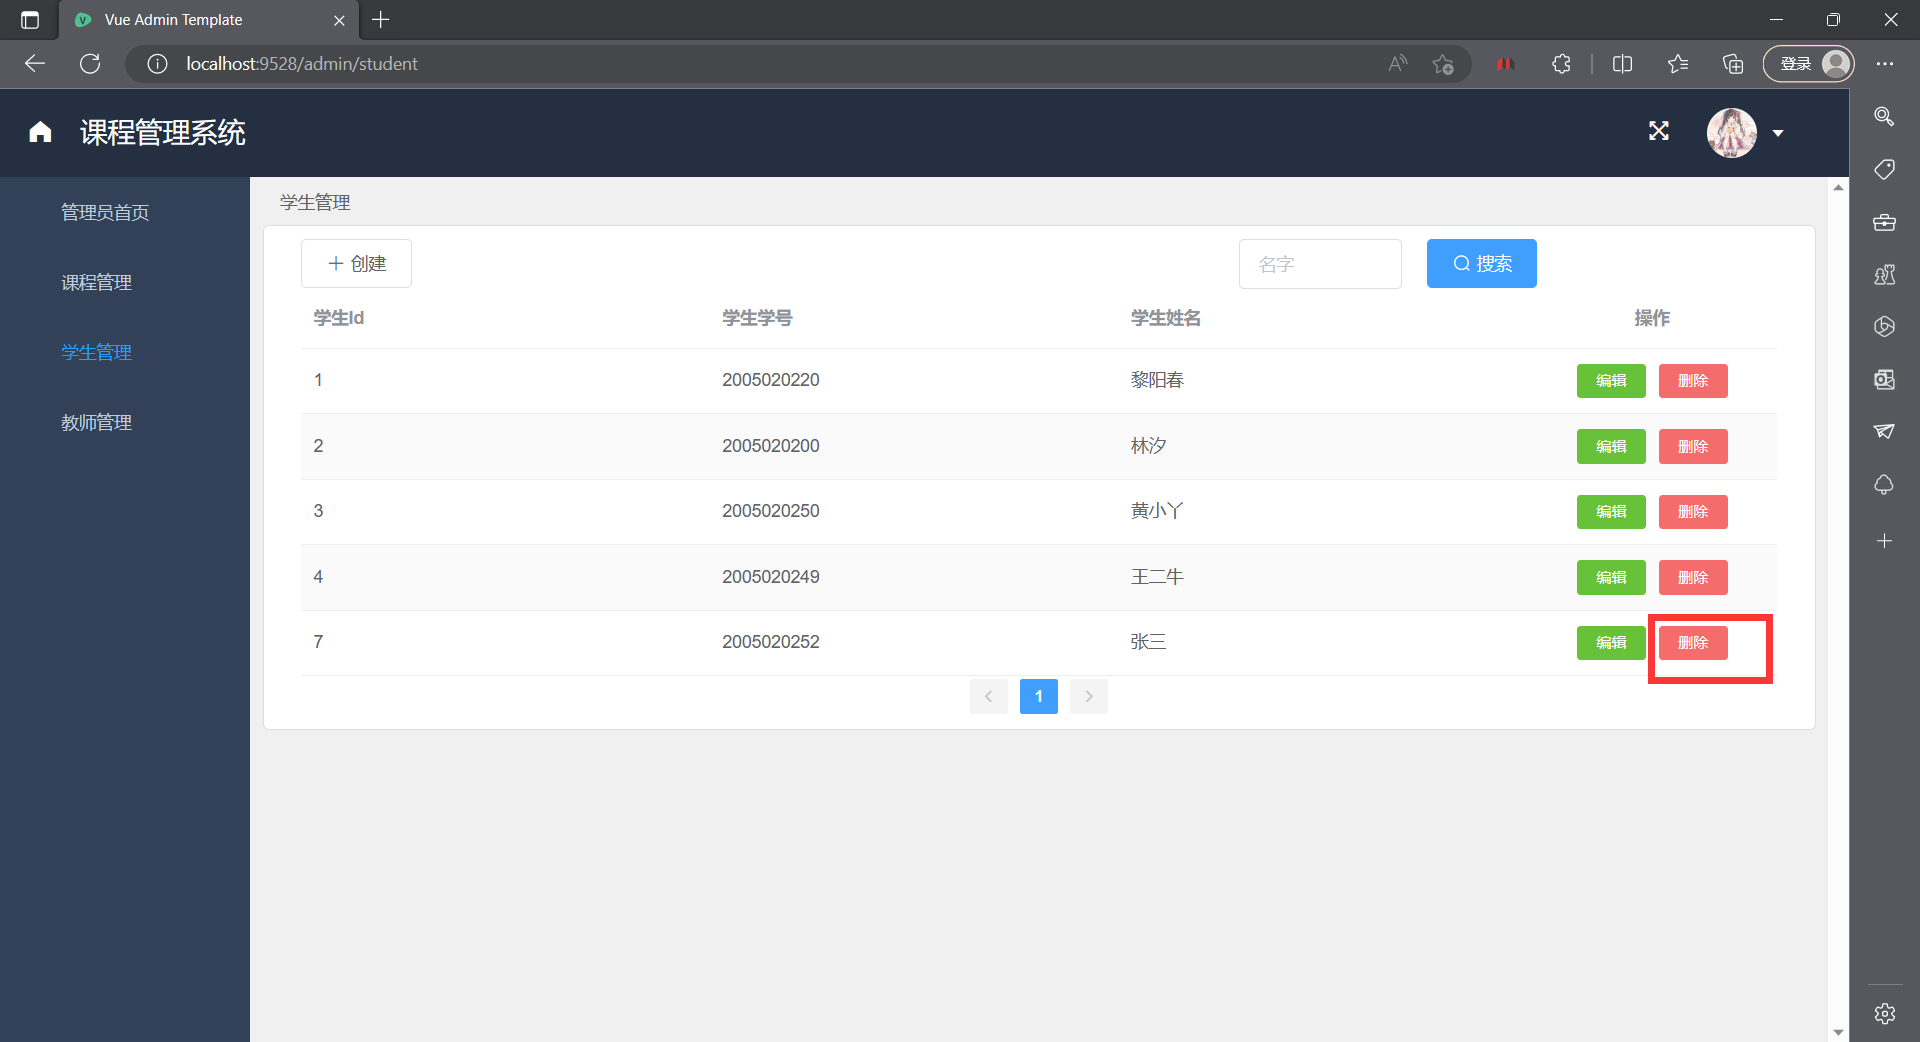 Vue Admin Template
localhost:9528/admin/student
登录
课程管理系统
管理员首页
课程管理
学生管理
教师管理
学生管理
创建
名字
搜索
学生Id 学生学号 学生姓名 操作
1 2005020220 黎阳春 编辑 删除
2 2005020200 林汐 编辑 删除
3 2005020250 黄小丫 编辑 删除
4 2005020249 王二牛 编辑 删除
7 2005020252 张三 编辑 删除
1